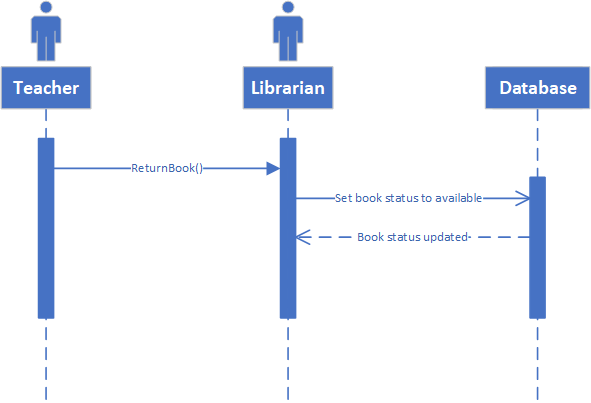 Teacher
Librarian
Database
ReturnBook()
Set book status to available
Book status updated